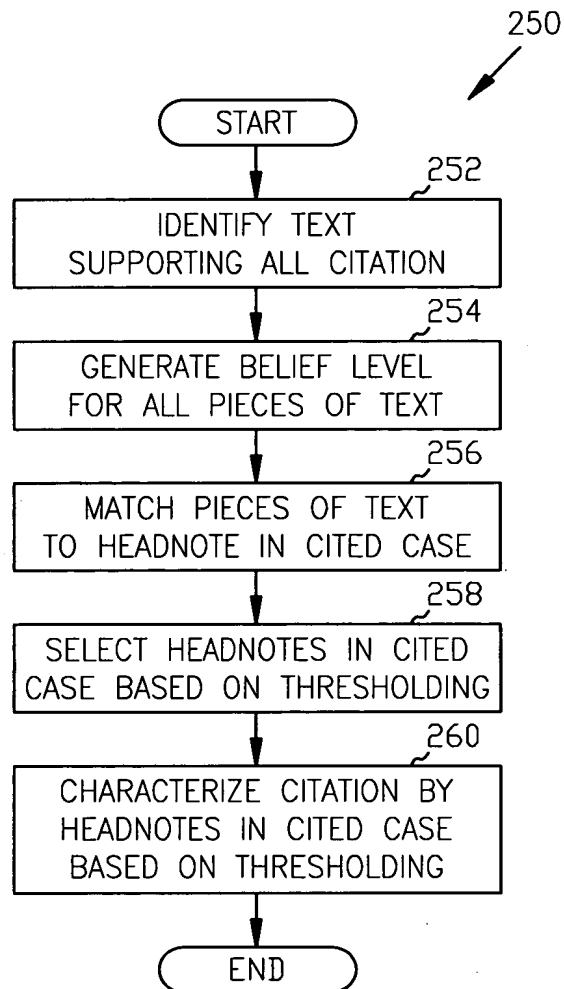 250
START
252
IDENTIFY TEXT
SUPPORTING ALL CITATION
254
GENERATE BELIEF LEVEL
FOR ALL PIECES OF TEXT
256
MATCH PIECES OF TEXT
TO HEADNOTE IN CITED CASE
258
SELECT HEADNOTES IN CITED
CASE BASED ON THRESHOLDING
260
CHARACTERIZE CITATION BY
HEADNOTES IN CITED CASE
BASED ON THRESHOLDING
END